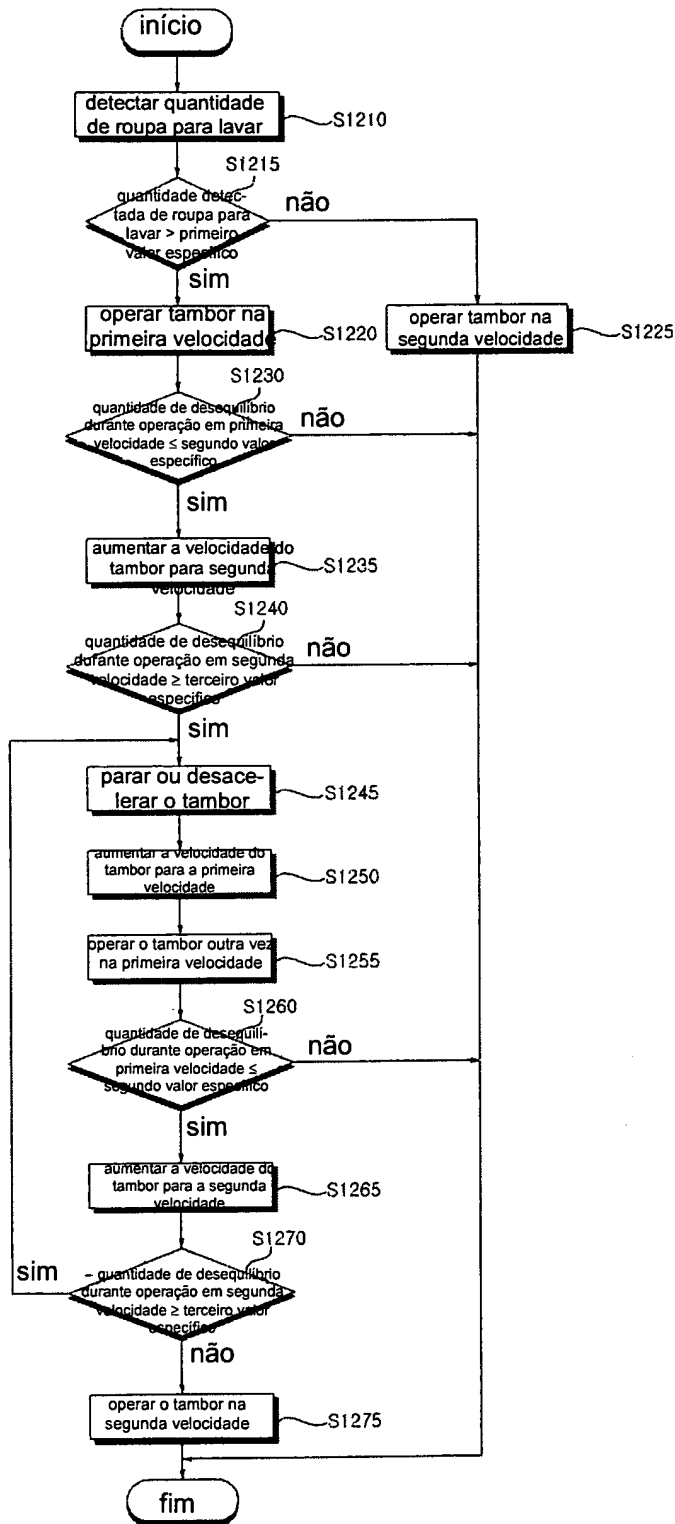 início
detectar quantidade
de roupa para lavar
S1210
S1215
quantidade detec-
tada de roupa para
lavar > primeiro
valor específico
não
sim
operar tambor na
primeira velocidade
S1220
operar tambor na
segunda velocidade
S1225
S1230
quantidade de desequilíbrio
durante operação em primeira
velocidade ≤ segundo valor
específico
não
sim
aumentar a velocidade do
tambor para segunda
velocidade
S1235
S1240
quantidade de desequilíbrio
durante operação em segunda
velocidade ≥ terceiro valor
específico
não
sim
parar ou desace-
lerar o tambor
S1245
aumentar a velocidade do
tambor para a primeira
velocidade
S1250
operar o tambor outra vez
na primeira velocidade
S1255
S1260
quantidade de desequilí-
brio durante operação em
primeira velocidade ≤
segundo valor específico
não
sim
aumentar a velocidade do
tambor para a segunda
velocidade
S1265
S1270
sim
quantidade de desequilíbrio
durante operação em segunda
velocidade ≥ terceiro valor
específico
não
operar o tambor na
segunda velocidade
S1275
fim